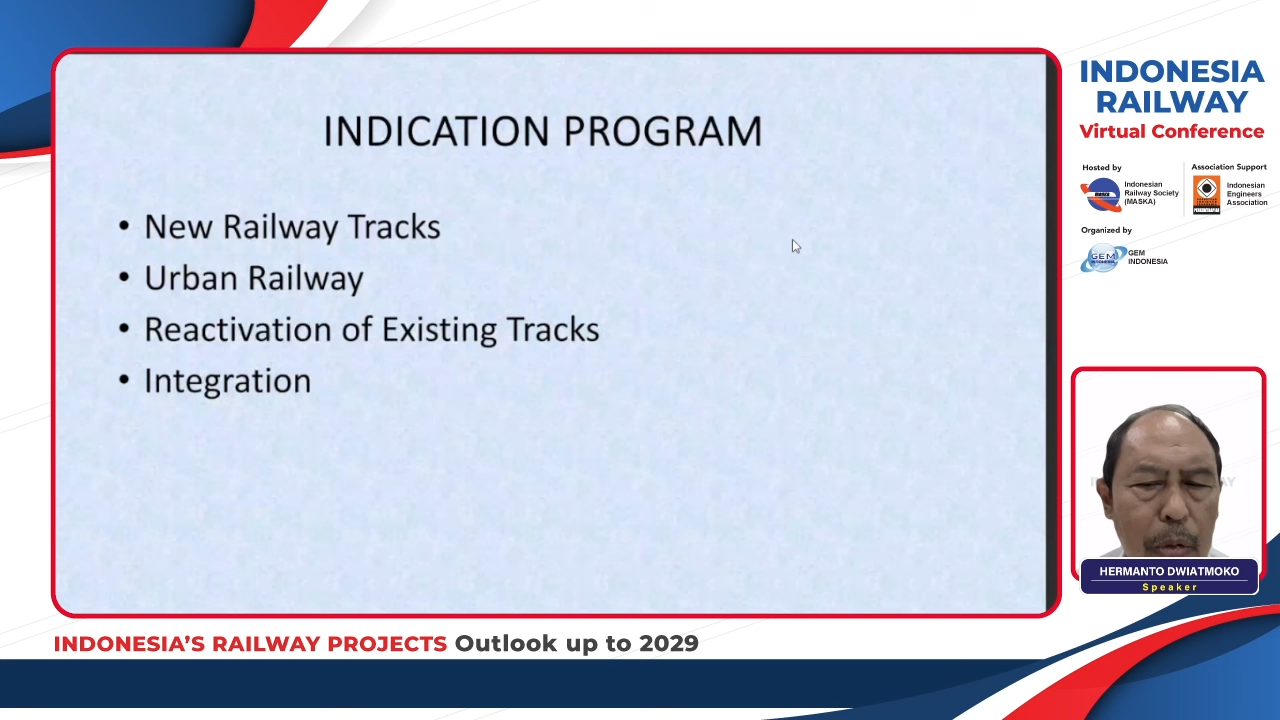 INDICATION PROGRAM
• New Railway Tracks
• Urban Railway
• Reactivation of Existing Tracks
• Integration
INDONESIA
RAILWAY
Virtual Conference
Hosted by
Indonesian
Railway Society
(MASKA)
Association Support
Indonesian
Engineers
Association
Organized by
GEM
INDONESIA
HERMANTO DWIATMOKO
Speaker
INDONESIA'S RAILWAY PROJECTS Outlook up to 2029